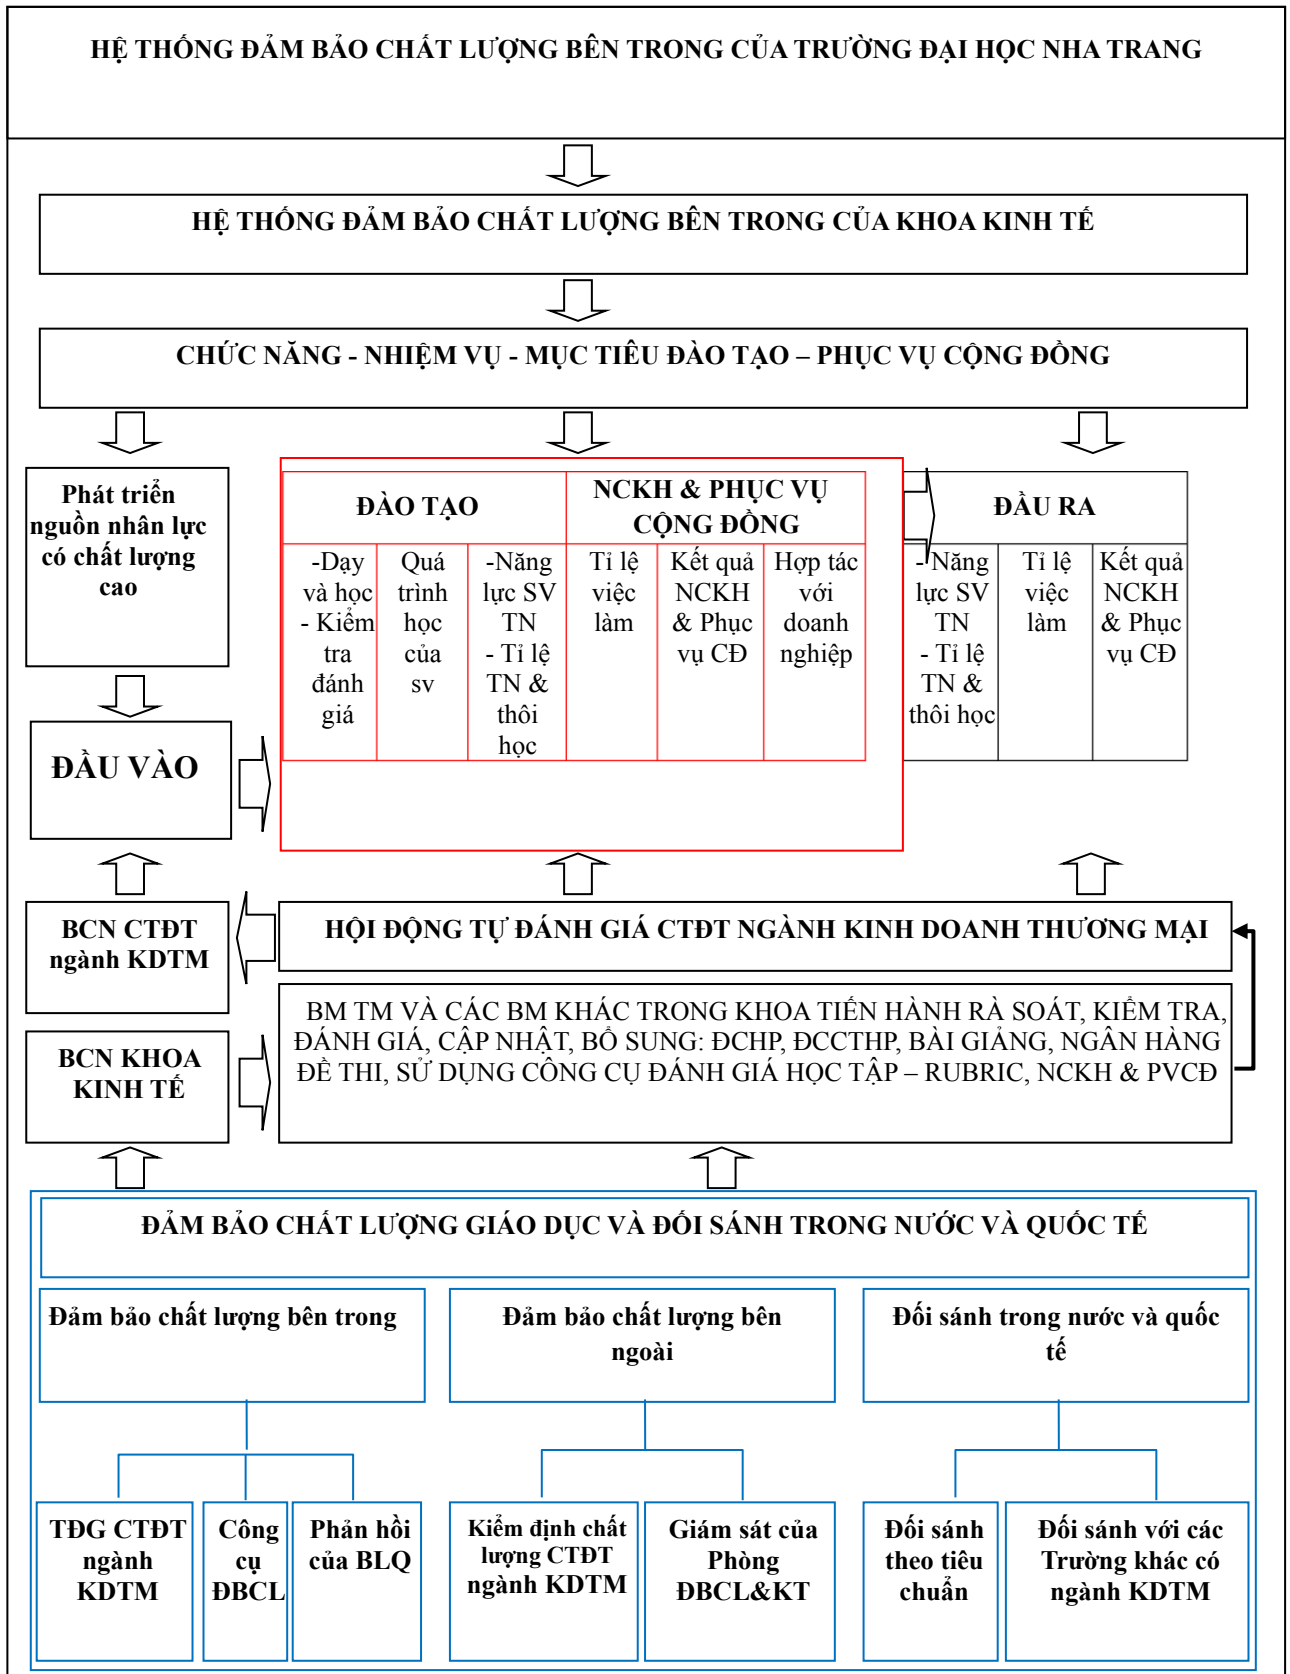 HỆ THỐNG ĐẢM BẢO CHẤT LƯỢNG BÊN TRONG CỦA TRƯỜNG ĐẠI HỌC NHA TRANG
HỆ THỐNG ĐẢM BẢO CHẤT LƯỢNG BÊN TRONG CỦA KHOA KINH TẾ
CHỨC NĂNG - NHIỆM VỤ - MỤC TIÊU ĐÀO TẠO – PHỤC VỤ CỘNG ĐỒNG
Phát triển
nguồn nhân lực
có chất lượng
cao
ĐẦU VÀO
ĐÀO TẠO
-Dạy
và học
- Kiểm
tra
đánh
giá
Quá
trình
học
của
sv
-Năng
lực SV
TN
- Tỉ lệ
TN &
thôi
học
NCKH & PHỤC VỤ
CỘNG ĐỒNG
Tỉ lệ
việc
làm
Kết quả
NCKH
& Phục
vụ CĐ
Hợp tác
với
doanh
nghiệp
ĐẦU RA
- Năng
lực SV
TN
- Tỉ lệ
TN &
thôi học
Tỉ lệ
việc
làm
Kết quả
NCKH
& Phục
vụ CĐ
BCN CTĐT
ngành KDTM
HỘI ĐỘNG TỰ ĐÁNH GIÁ CTĐT NGÀNH KINH DOANH THƯƠNG MẠI
BCN KHOA
KINH TẾ
BM TM VÀ CÁC BM KHÁC TRONG KHOA TIẾN HÀNH RÀ SOÁT, KIỂM TRA,
ĐÁNH GIÁ, CẬP NHẬT, BỔ SUNG: ĐCHP, ĐCCTHP, BÀI GIẢNG, NGÂN HÀNG
ĐỀ THI, SỬ DỤNG CÔNG CỤ ĐÁNH GIÁ HỌC TẬP – RUBRIC, NCKH & PVCĐ
ĐẢM BẢO CHẤT LƯỢNG GIÁO DỤC VÀ ĐỐI SÁNH TRONG NƯỚC VÀ QUỐC TẾ
Đảm bảo chất lượng bên trong
Đảm bảo chất lượng bên
ngoài
Đối sánh trong nước và quốc
tế
TĐG CTĐT
ngành
KDTM
Công
cụ
ĐBCL
Phản hồi
của BLQ
Kiểm định chất
lượng CTĐT
ngành KDTM
Giám sát của
Phòng
ĐBCL&KT
Đối sánh
theo tiêu
chuẩn
Đối sánh với các
Trường khác có
ngành KDTM